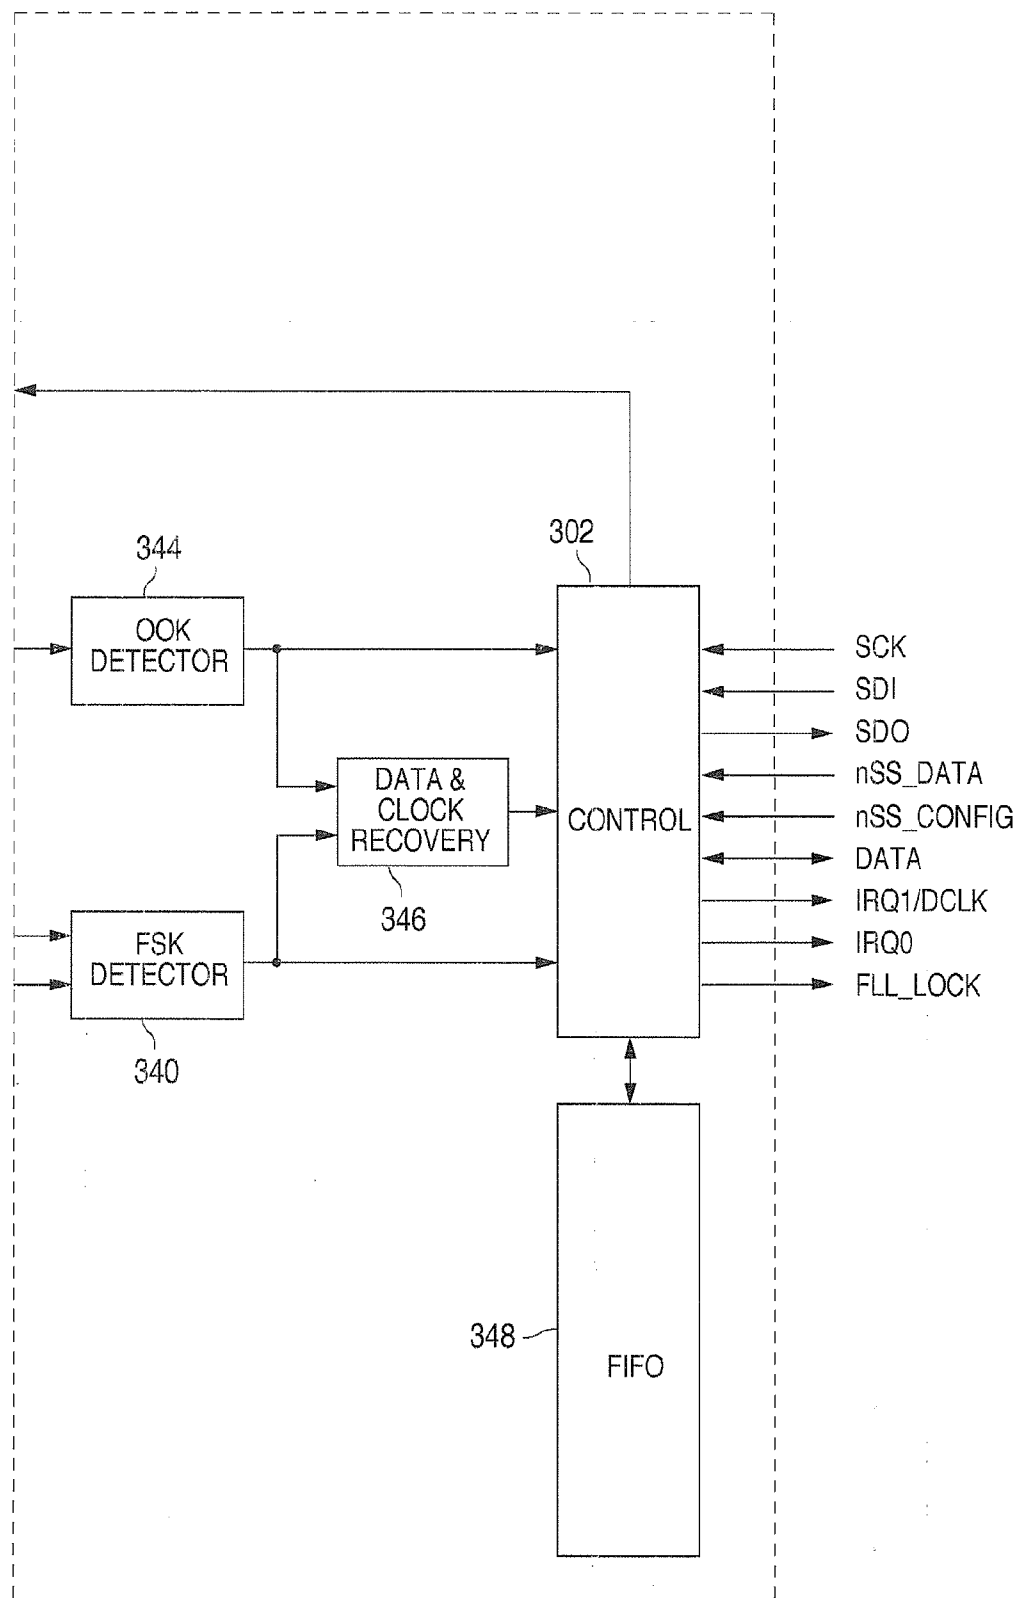 302
344
OOK
DETECTOR
SCK
SDI
SDO
nSS_DATA
nSS_CONFIG
DATA
IRQ1/DCLK
IRQ0
FLL_LOCK
DATA &
CLOCK
RECOVERY
346
CONTROL
FSK
DETECTOR
340
348
FIFO